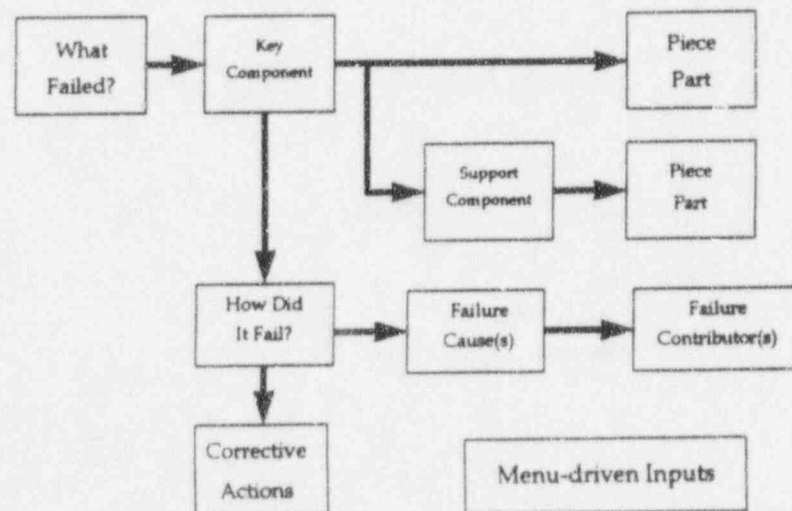 What
Failed?
Key
Component
Piece
Part
Support
Component
Piece
Part
How Did
It Fail?
Failure
Cause(s)
Failure
Contributor(s)
Corrective
Actions
Menu-driven Inputs